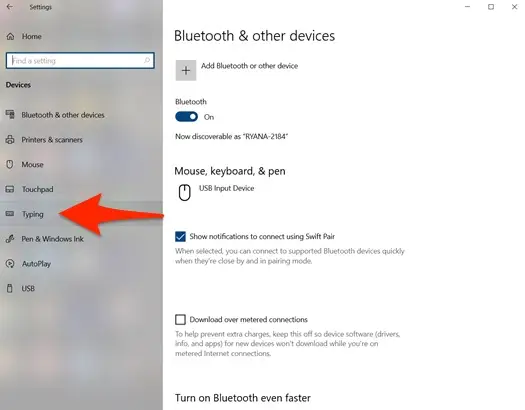 Settings
Home
Find a setting
Devices
Bluetooth & other devices
Printers & scanners
Mouse
Touchpad
Typing
Pen & Windows Ink
AutoPlay
USB
Bluetooth & other devices
Add Bluetooth or other device
Bluetooth
On
Now discoverable as "RYANA-2184"
Mouse, keyboard, & pen
USB Input Device
Show notifications to connect using Swift Pair
When selected, you can connect to supported Bluetooth devices quickly
when they're close by and in pairing mode.
Download over metered connections
To help prevent extra charges, keep this off so device software (drivers,
info, and apps) for new devices won't download while you're on
metered Internet connections.
Turn on Bluetooth even faster